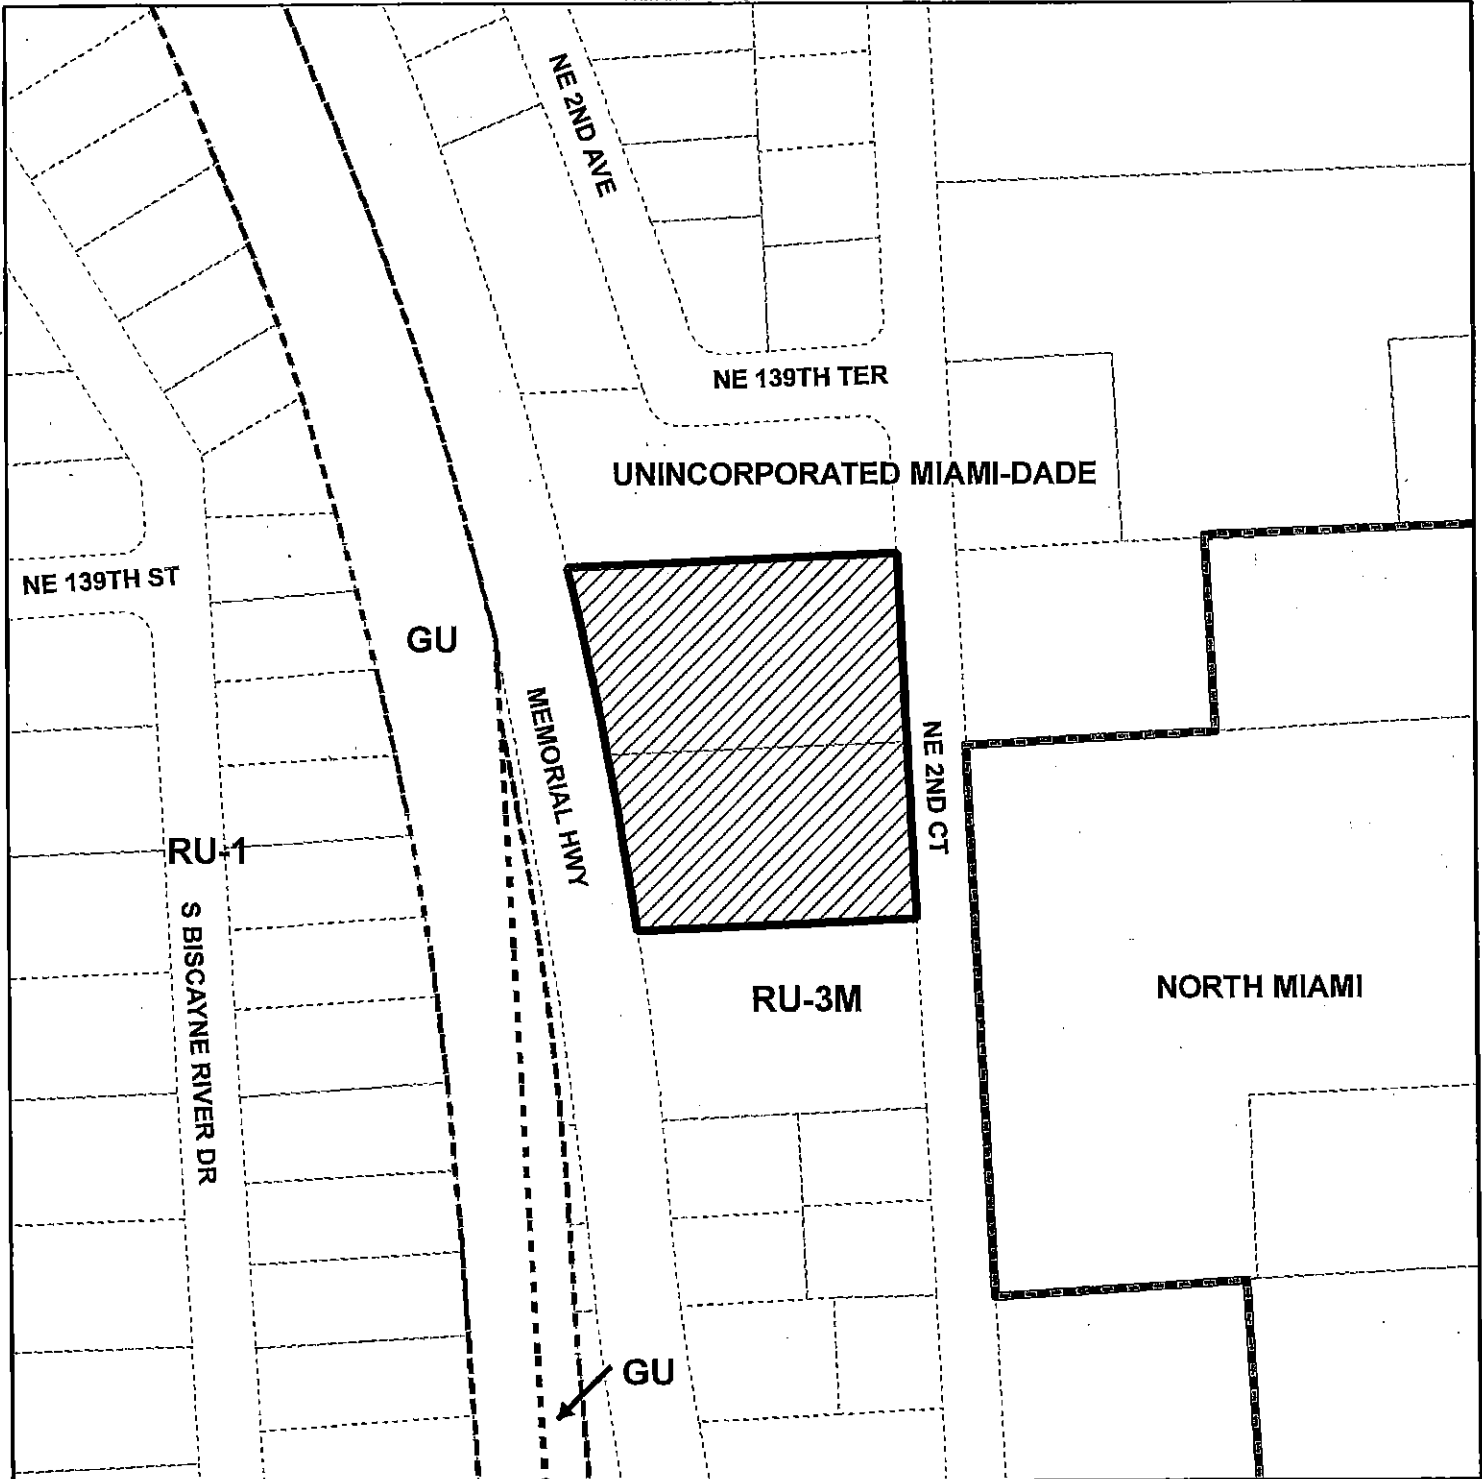 NE 2ND AVE
NE 139TH TER
UNINCORPORATED MIAMI-DADE
NE 139TH ST
GU
MEMORIAL HWY
NE 2ND CT
RU-1
S BISCAYNE RIVER DR
RU-3M
NORTH MIAMI
GU